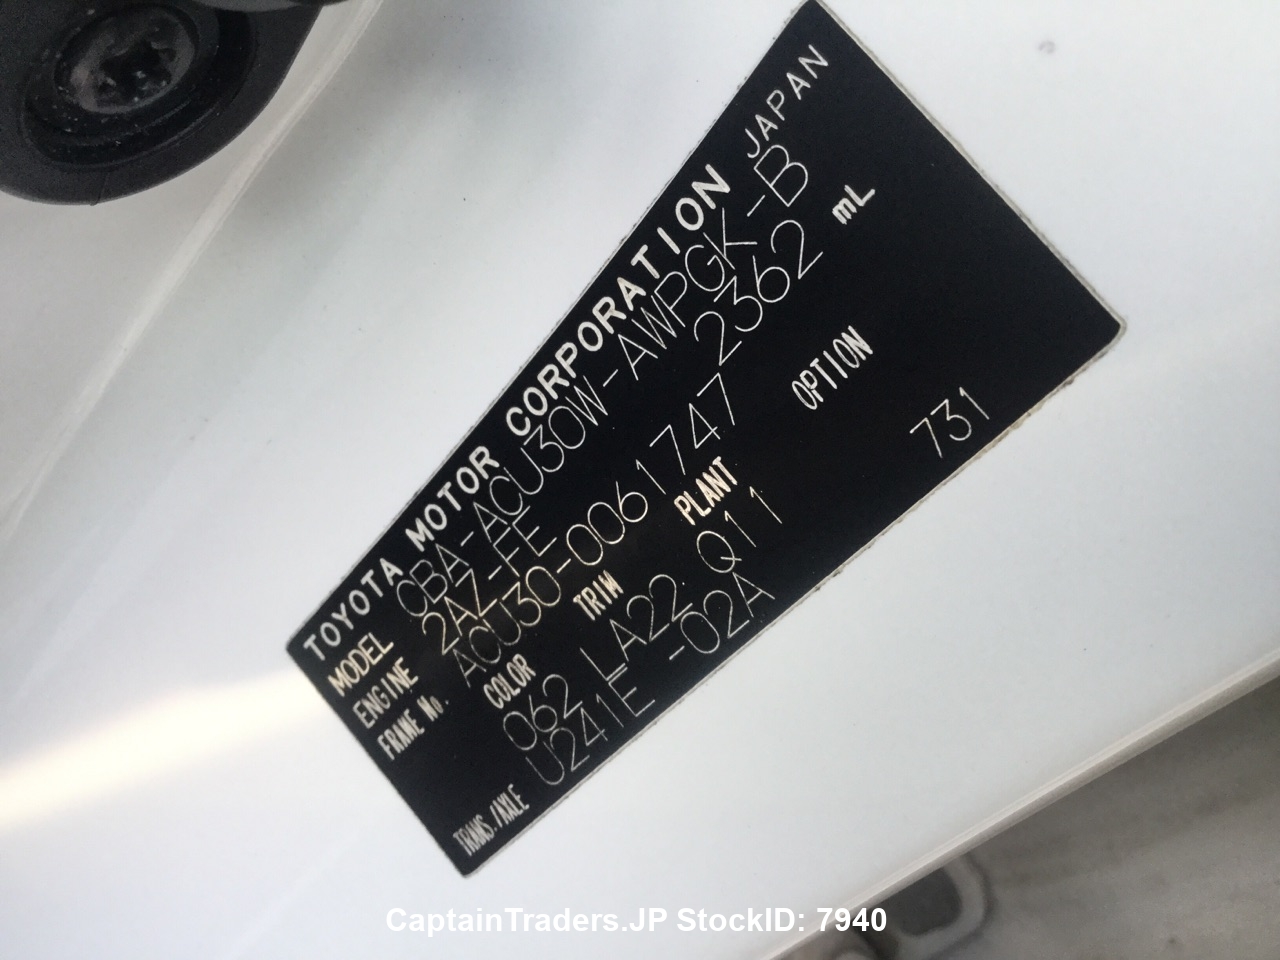 TOYOTA MOTOR CORPORATION JAPAN
MODEL CBA-ACU30W-AWPGK-B
ENGINE 2AZ-FE 2362 mL
FRAME No. ACU30-0061747
COLOR TRIM PLANT OPTION
062 LA22 Q11 731
TRANS./AXLE U241E -02A
CaptainTraders.JP StockID: 7940